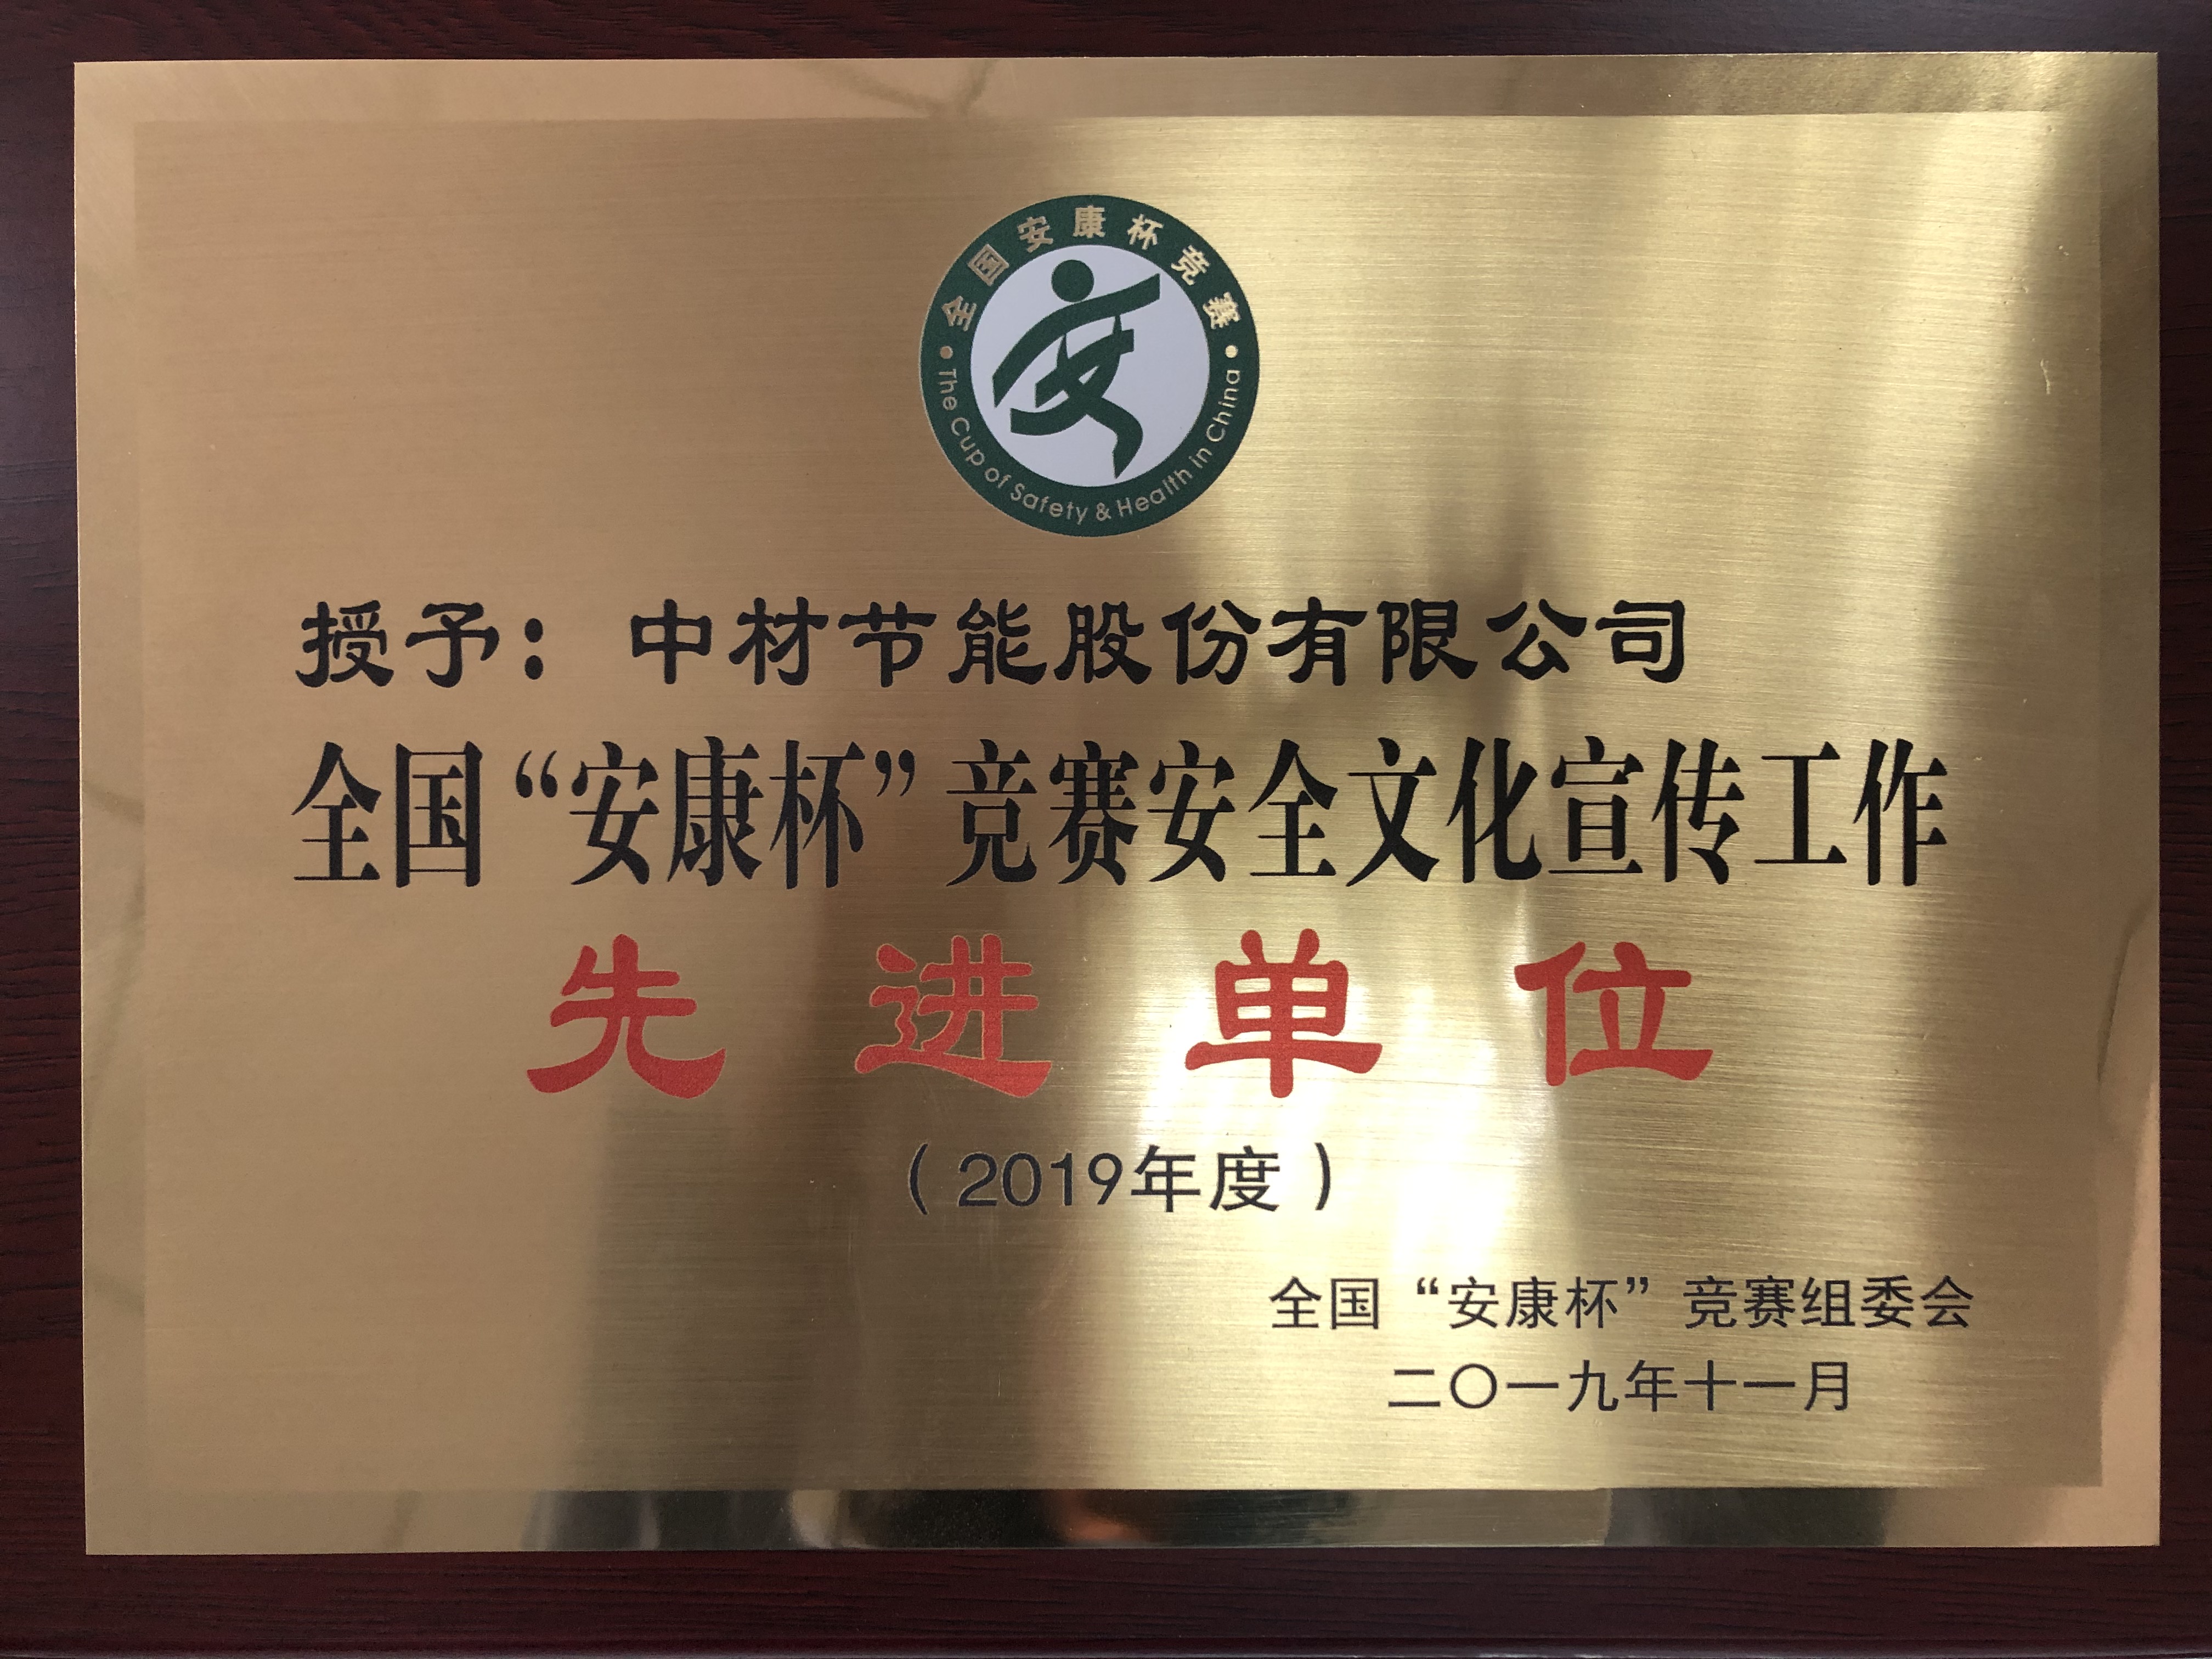 全国安康杯竞赛
The Cup of Safety & Health in China
授予：中材节能股份有限公司
全国“安康杯”竞赛安全文化宣传工作
先进单位
（2019年度）
全国“安康杯”竞赛组委会
二〇一九年十一月